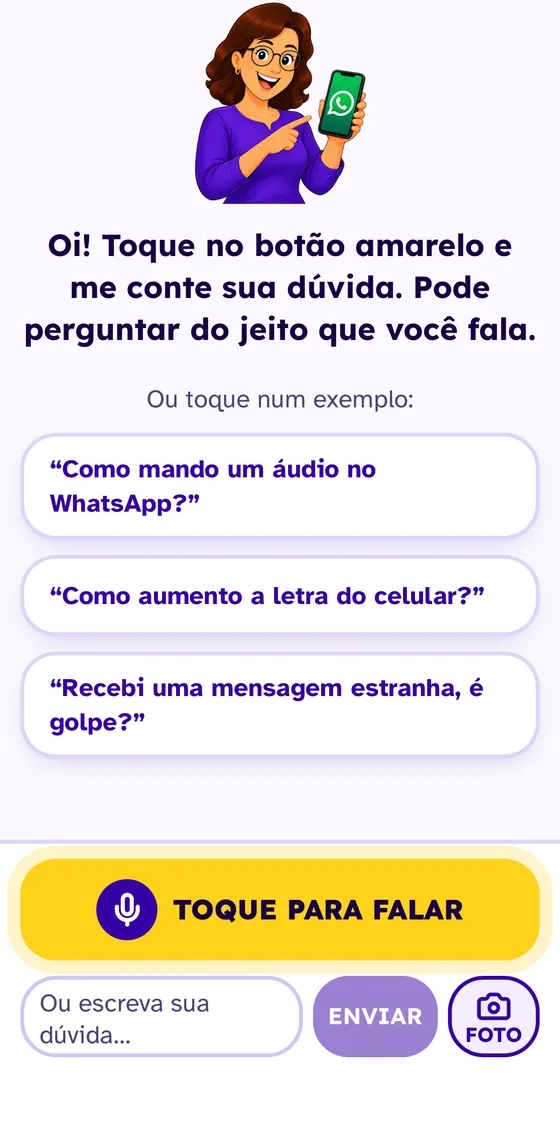 Oi! Toque no botão amarelo e
me conte sua dúvida. Pode
perguntar do jeito que você fala.
Ou toque num exemplo:
“Como mando um áudio no
WhatsApp?”
“Como aumento a letra do celular?”
“Recebi uma mensagem estranha, é
golpe?”
TOQUE PARA FALAR
Ou escreva sua
dúvida...
ENVIAR
FOTO